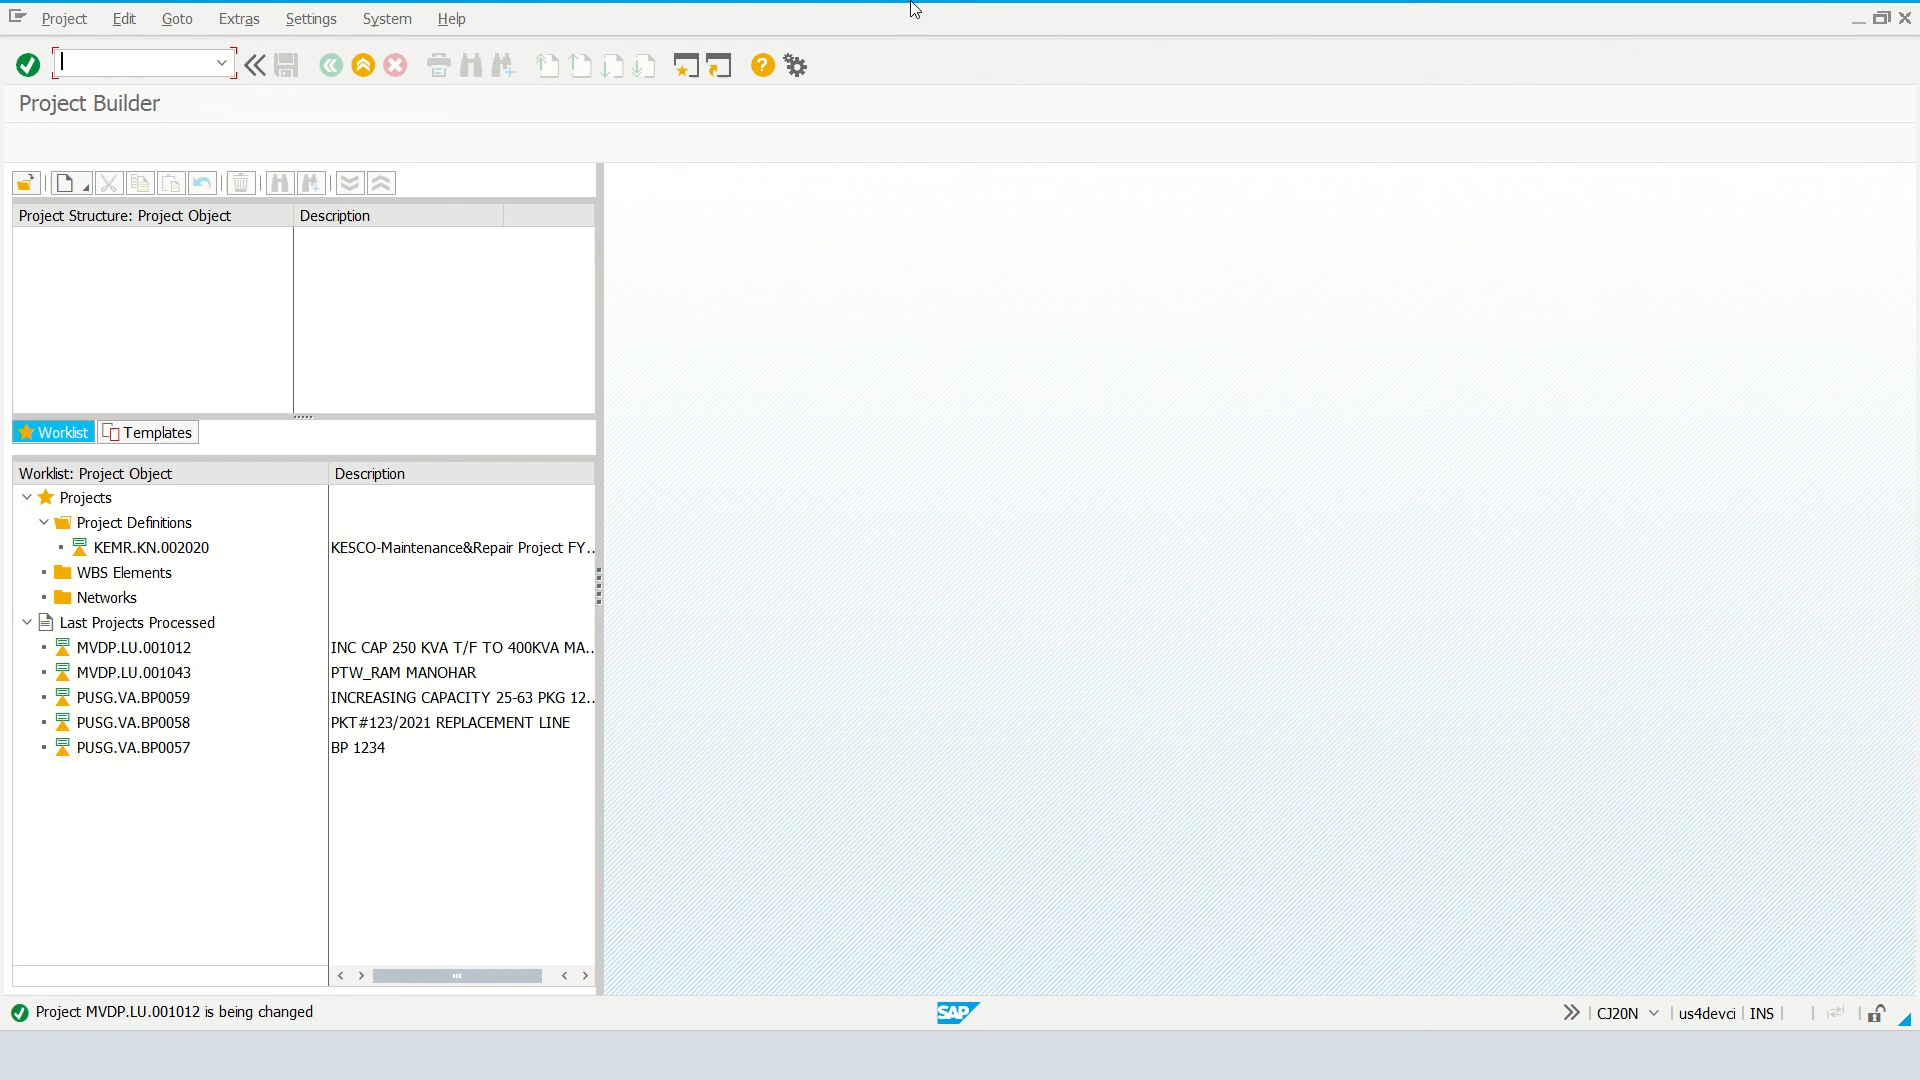 Project Edit Goto Extras Settings System Help
Project Builder
Project Structure: Project Object Description
Worklist Templates
Worklist: Project Object Description
Projects
Project Definitions
KEMR.KN.002020 KESCO-Maintenance&Repair Project FY..
WBS Elements
Networks
Last Projects Processed
MVDP.LU.001012 INC CAP 250 KVA T/F TO 400KVA MA..
MVDP.LU.001043 PTW_RAM MANOHAR
PUSG.VA.BP0059 INCREASING CAPACITY 25-63 PKG 12..
PUSG.VA.BP0058 PKT#123/2021 REPLACEMENT LINE
PUSG.VA.BP0057 BP 1234
Project MVDP.LU.001012 is being changed SAP CJ20N us4devci INS